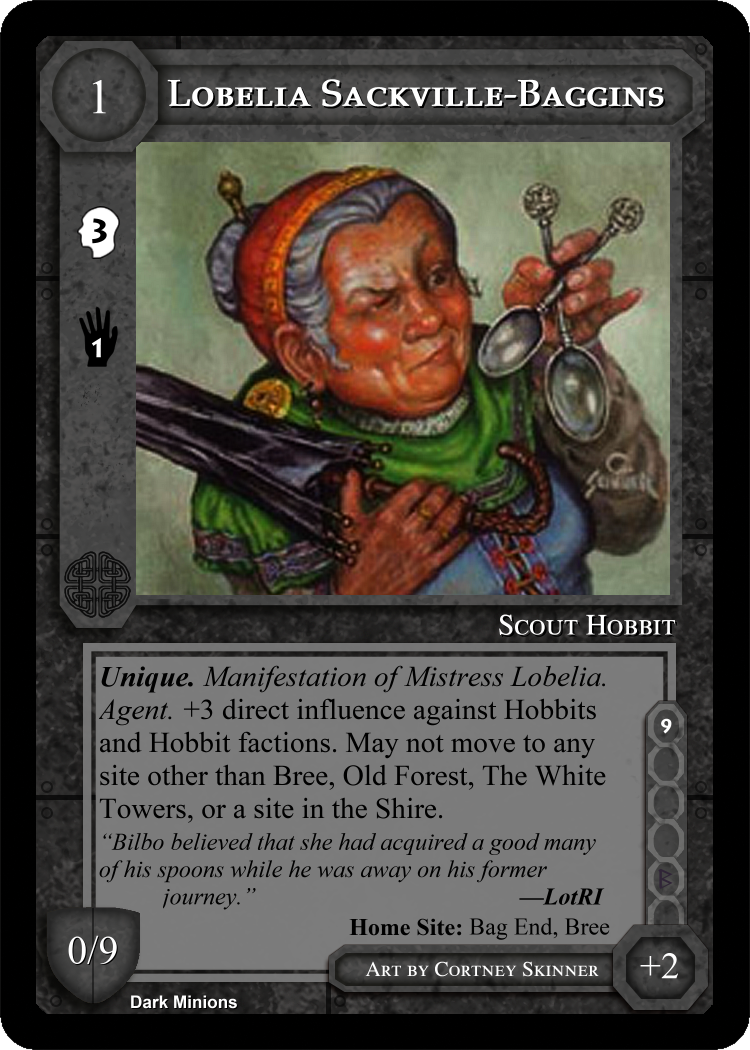 1
Lobelia Sackville-Baggins
3
1
Scout Hobbit
Unique. Manifestation of Mistress Lobelia.
Agent. +3 direct influence against Hobbits
and Hobbit factions. May not move to any
site other than Bree, Old Forest, The White
Towers, or a site in the Shire.
“Bilbo believed that she had acquired a good many
of his spoons while he was away on his former
journey.” —LotRI
Home Site: Bag End, Bree
9
0/9
Art by Cortney Skinner
+2
Dark Minions